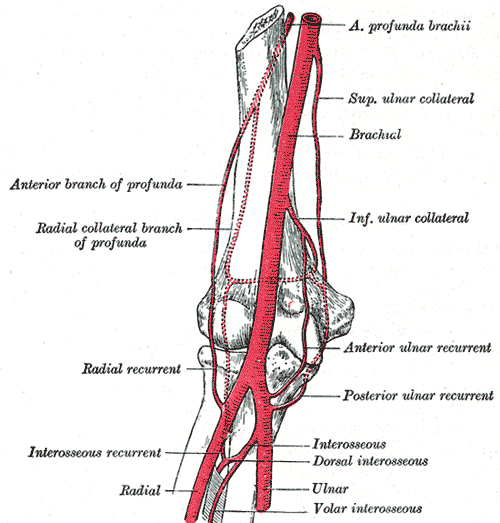 A. profunda brachii
Sup. ulnar collateral
Brachial
Anterior branch of profunda
Radial collateral branch
of profunda
Inf. ulnar collateral
Anterior ulnar recurrent
Radial recurrent
Posterior ulnar recurrent
Interosseous recurrent
Interosseous
Dorsal interosseous
Radial
Ulnar
Volar interosseous